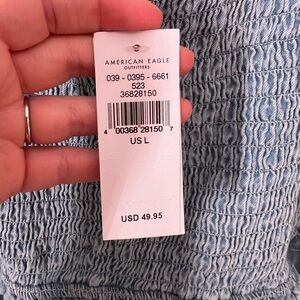 AMERICAN EAGLE
OUTFITTERS
039 - 0395 - 6661
523
36828150
4 00368 28150 7
US L
USD 49.95